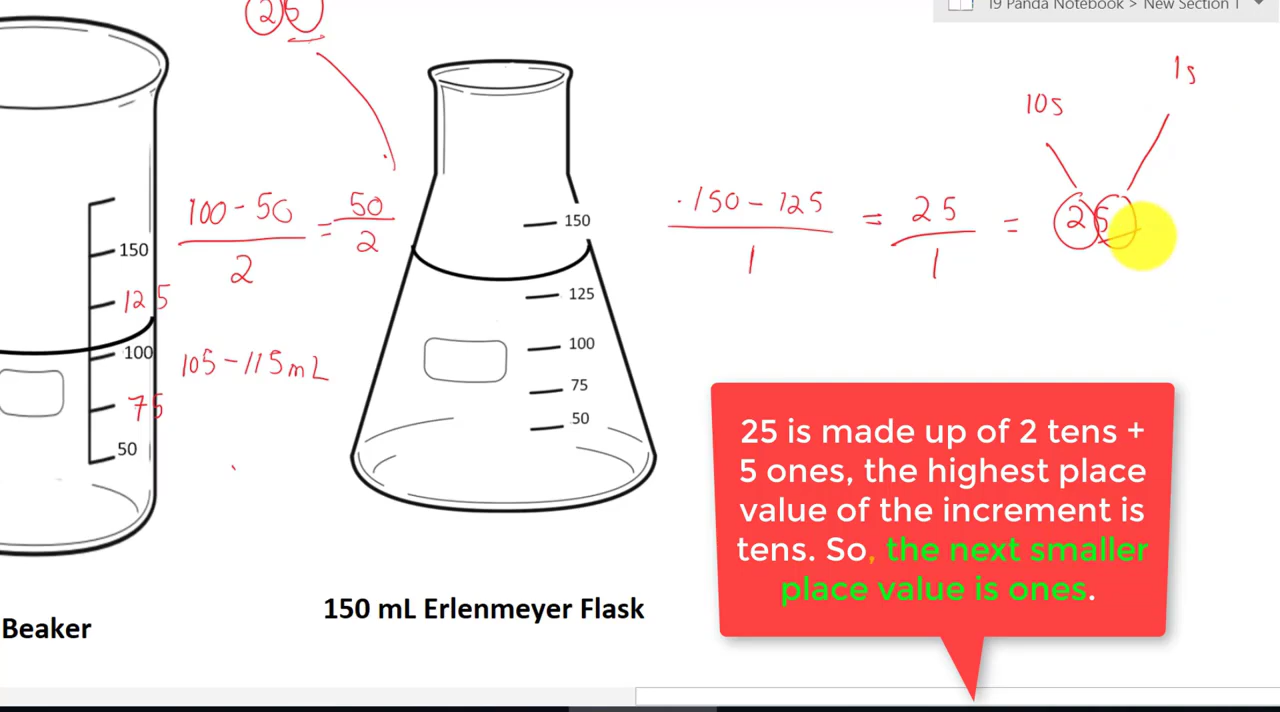 19 Panda Notebook > New Section 1
25
1s
10s
100 - 50 / 2 = 50 / 2
· 150 - 125 / 1 = 25 / 1 = 25
150
125
100
75
50
105 - 115 mL
150
125
100
75
50
25 is made up of 2 tens +
5 ones, the highest place
value of the increment is
tens. So, the next smaller
place value is ones.
Beaker
150 mL Erlenmeyer Flask